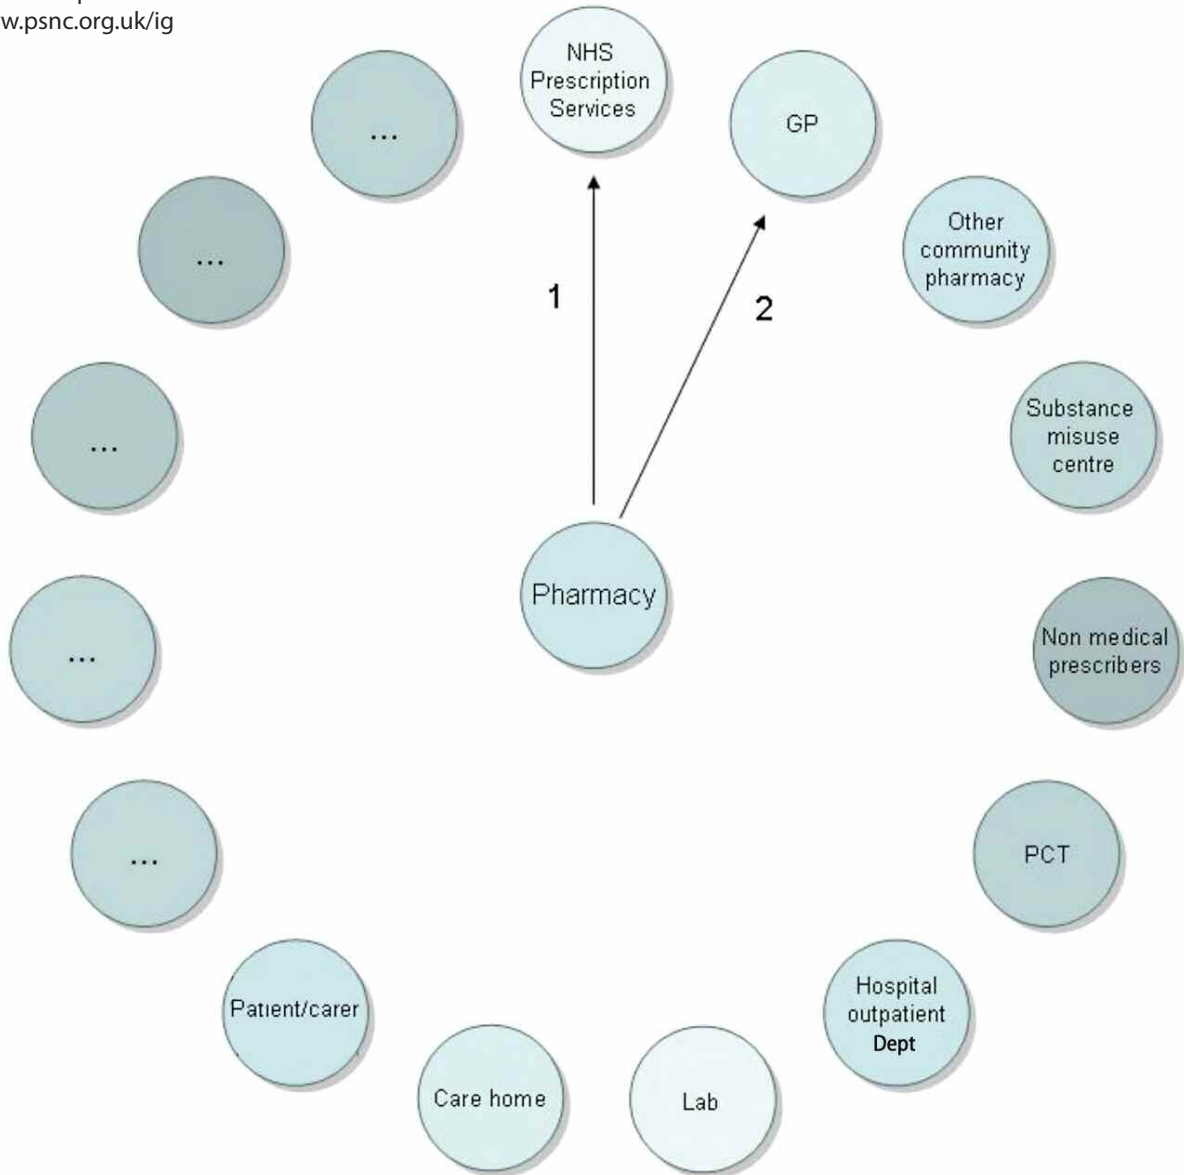 w.psnc.org.uk/ig
NHS
Prescription
Services
GP
Other
community
pharmacy
Substance
misuse
centre
Non medical
prescribers
PCT
Hospital
outpatient
Dept
Lab
Care home
Patient/carer
...
...
...
...
...
1
2
Pharmacy